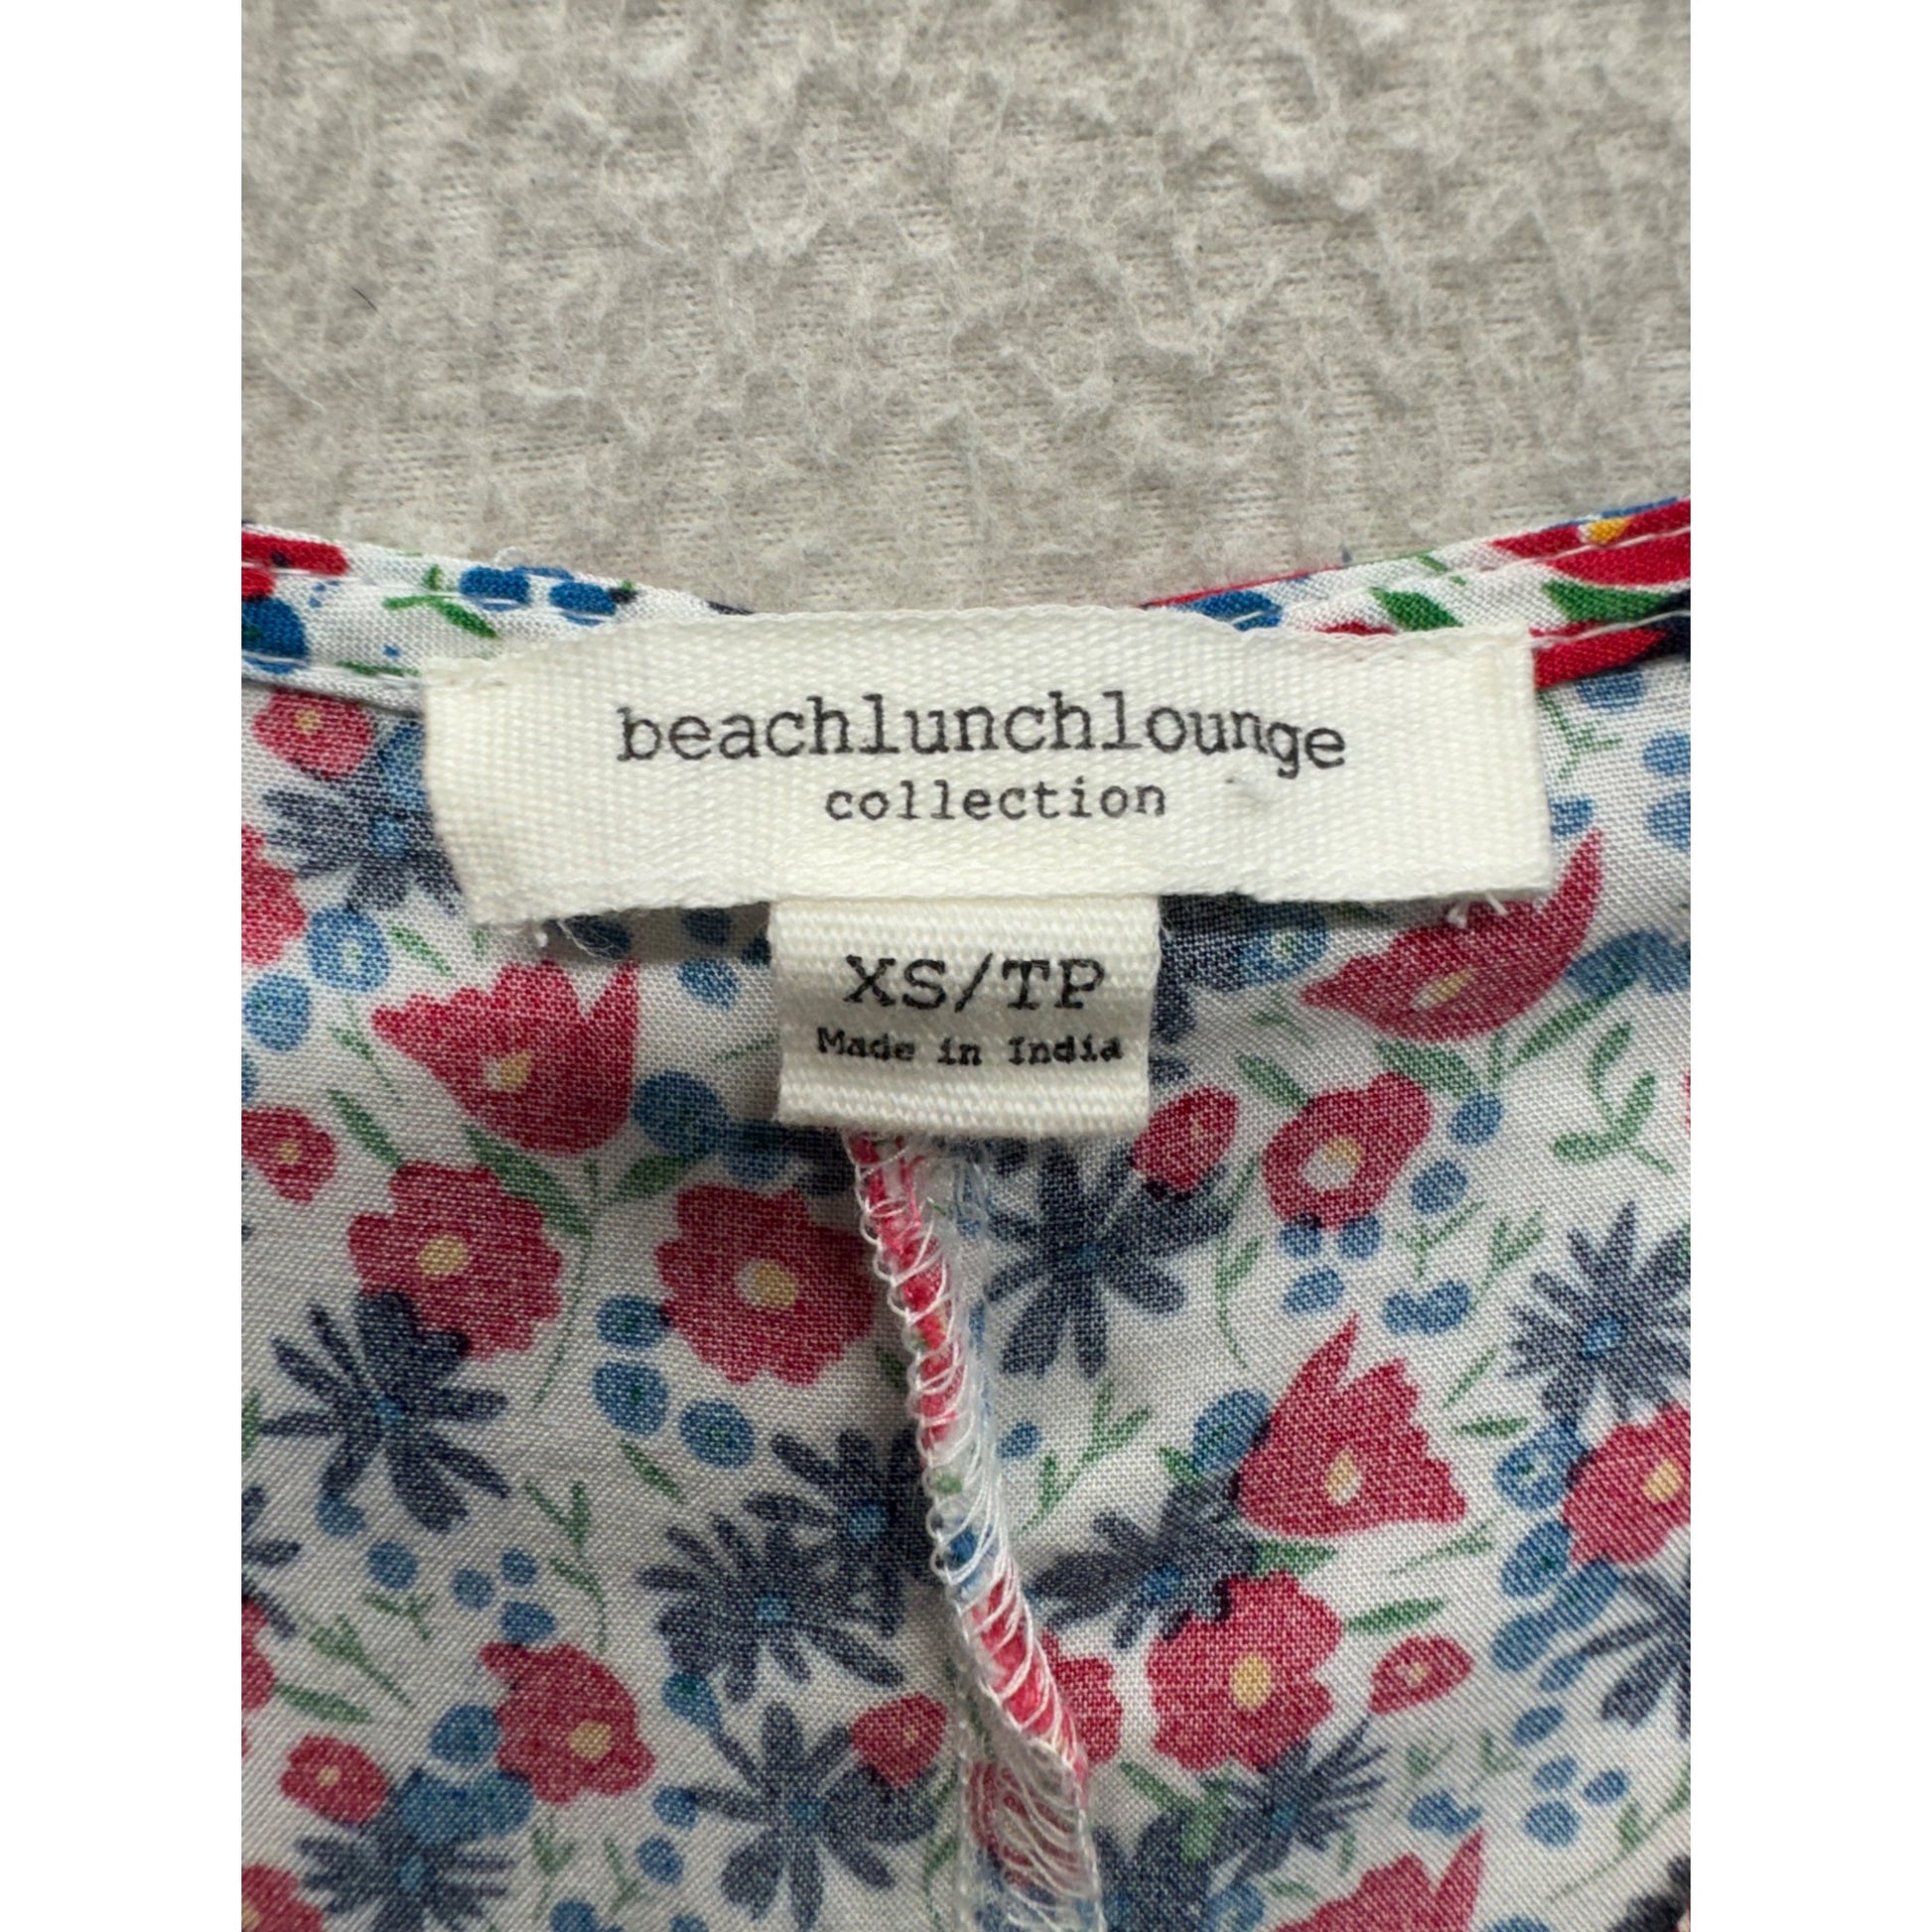 beachlunchlounge
collection
XS/TP
Made in India